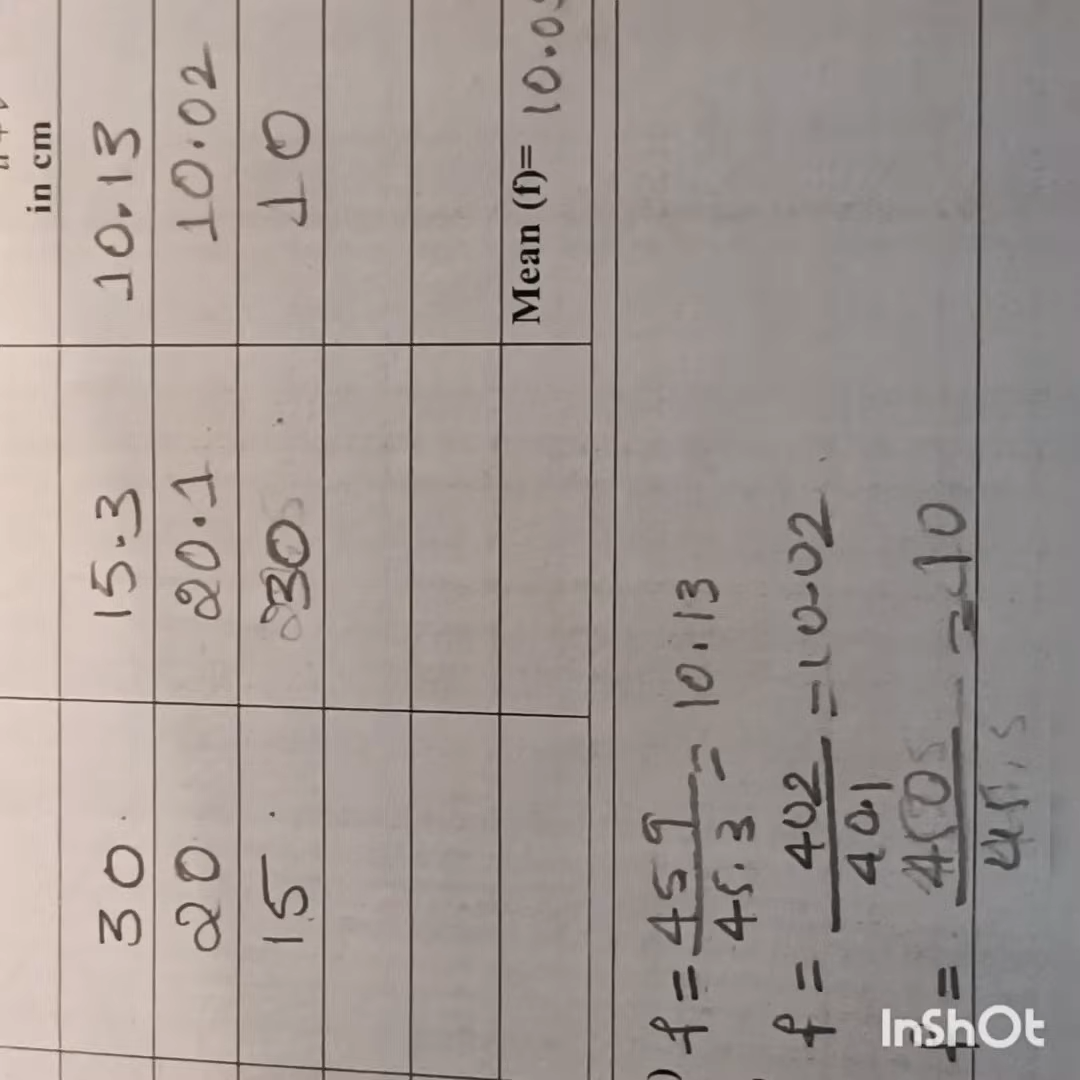 in cm
30 15.3 10.13
20 20.1 10.02
15 30 10
Mean (f)= 10.0
f = 459 / 45.3 = 10.13
f = 402 / 40.1 = 10.02
f = 450 / 45 = 10
InShOt